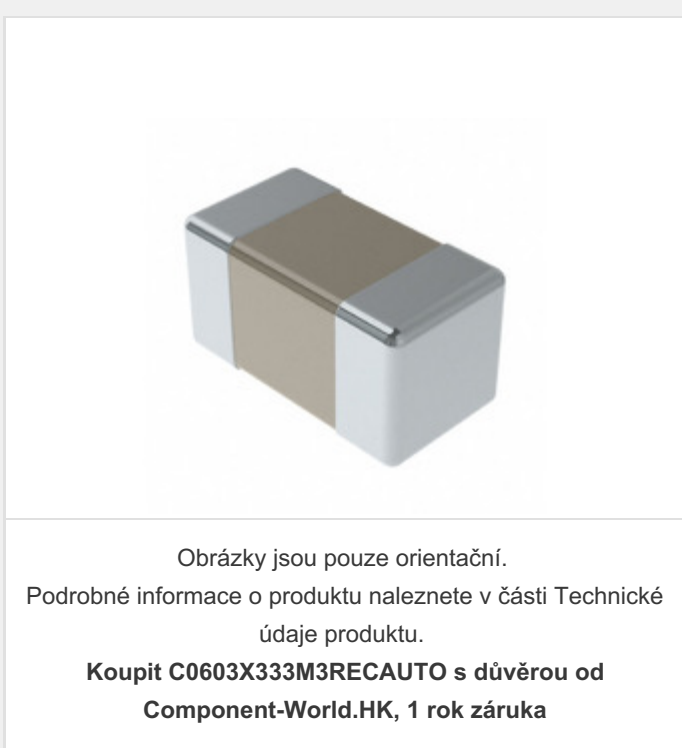 Obrázky jsou pouze orientační.
Podrobné informace o produktu naleznete v části Technické
údaje produktu.
Koupit C0603X333M3RECAUTO s důvěrou od
Component-World.HK, 1 rok záruka